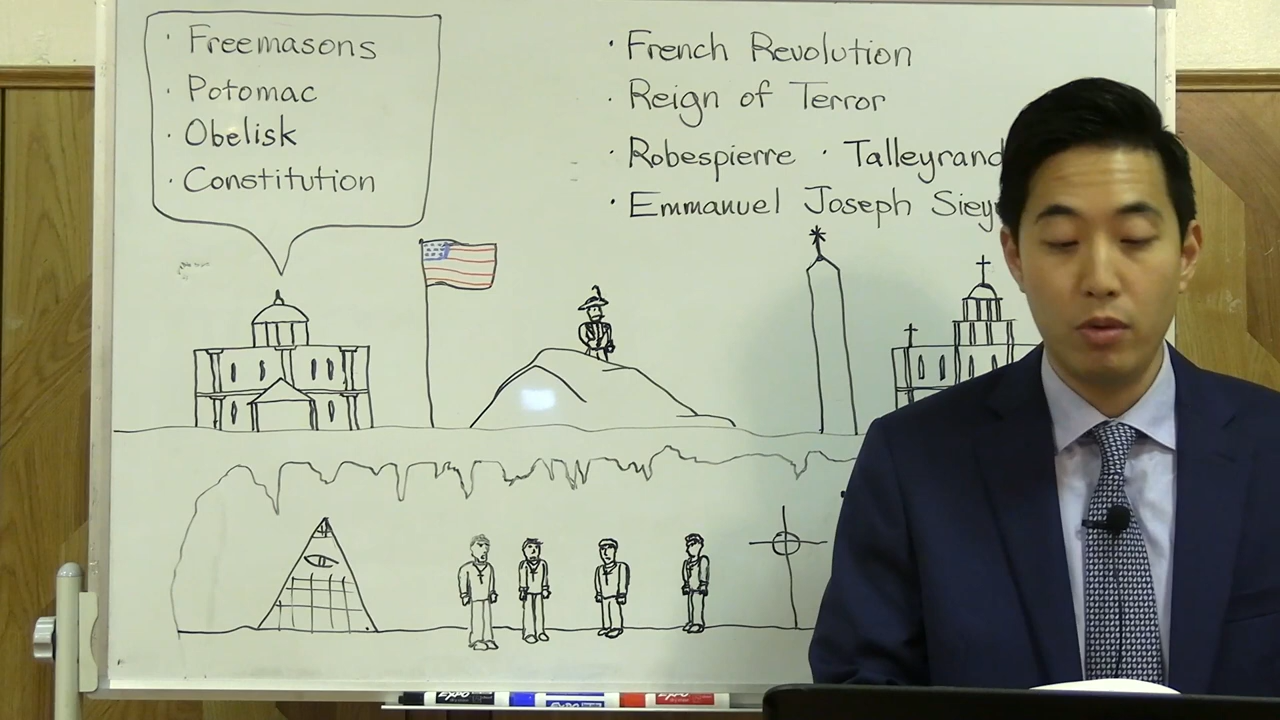 · Freemasons
· Potomac
· Obelisk
· Constitution
· French Revolution
· Reign of Terror
· Robespierre · Talleyrand
· Emmanuel Joseph
EXPO
EXPO